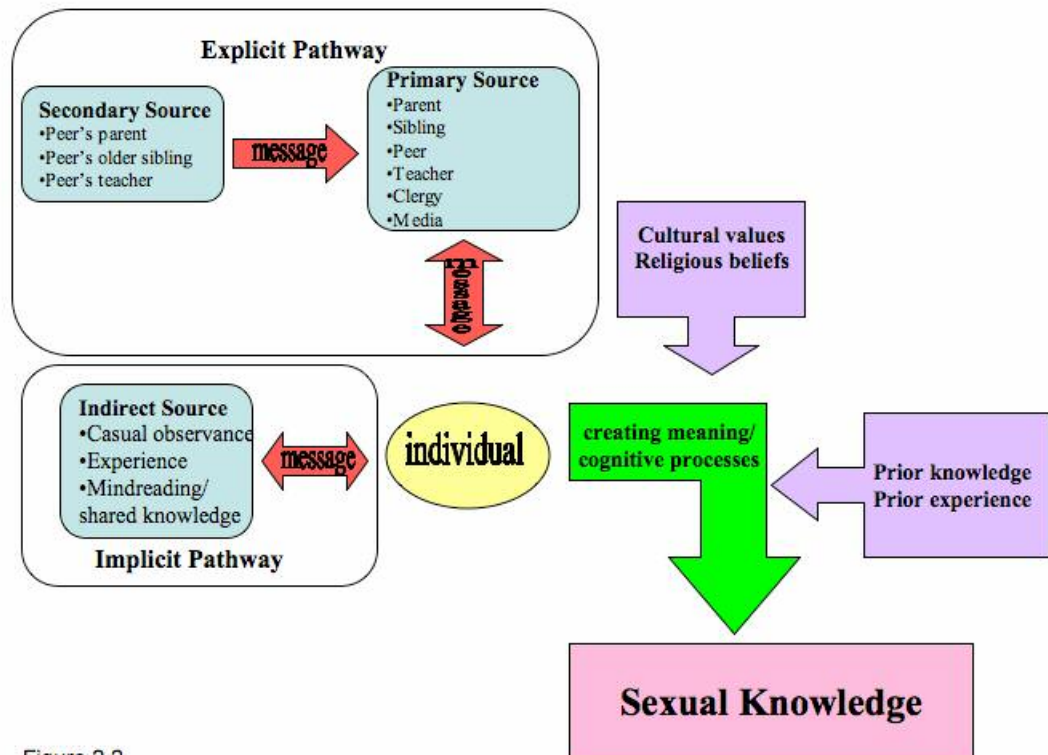 Explicit Pathway
Secondary Source
•Peer's parent
•Peer's older sibling
•Peer's teacher
message
Primary Source
•Parent
•Sibling
•Peer
•Teacher
•Clergy
•Media
message
Cultural values
Religious beliefs
Indirect Source
•Casual observance
•Experience
•Mindreading/
shared knowledge
message
Implicit Pathway
individual
creating meaning/
cognitive processes
Prior knowledge
Prior experience
Sexual Knowledge